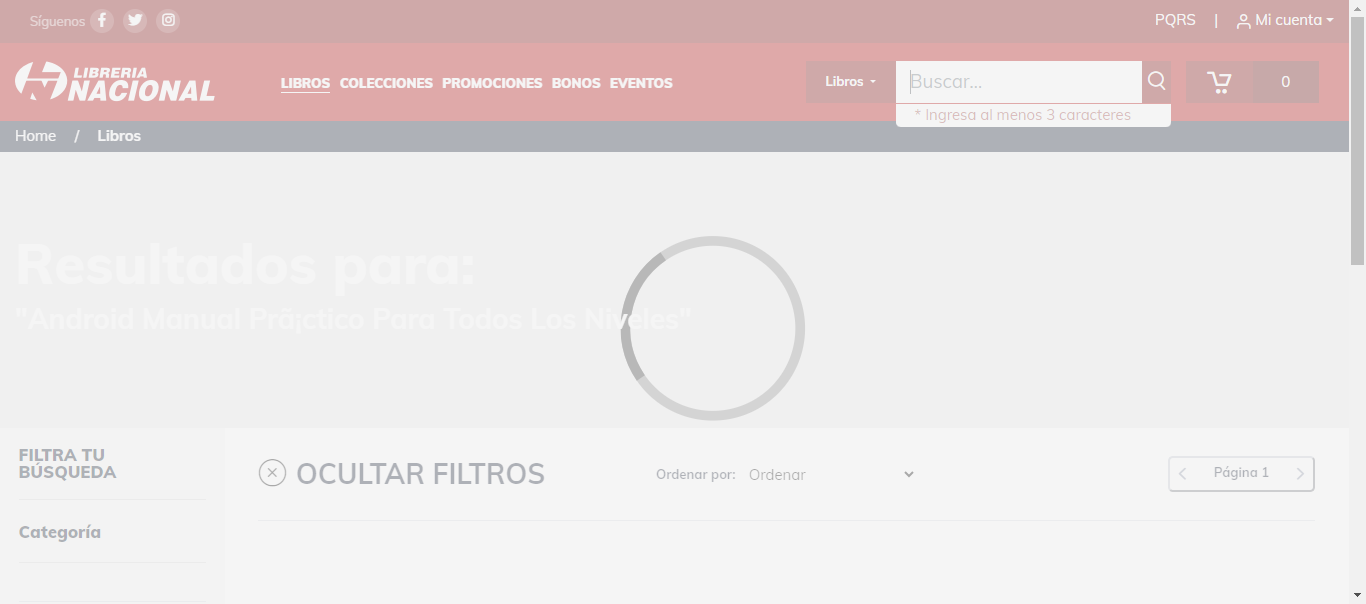 Síguenos
PQRS | Mi cuenta
LIBRERIA
NACIONAL
LIBROS COLECCIONES PROMOCIONES BONOS EVENTOS
Libros
Buscar...
0
* Ingresa al menos 3 caracteres
Home / Libros
Resultados para:
"Android Manual Prã¡ctico Para Todos Los Niveles"
FILTRA TU
BÚSQUEDA
OCULTAR FILTROS
Ordenar por: Ordenar
Página 1
Categoría